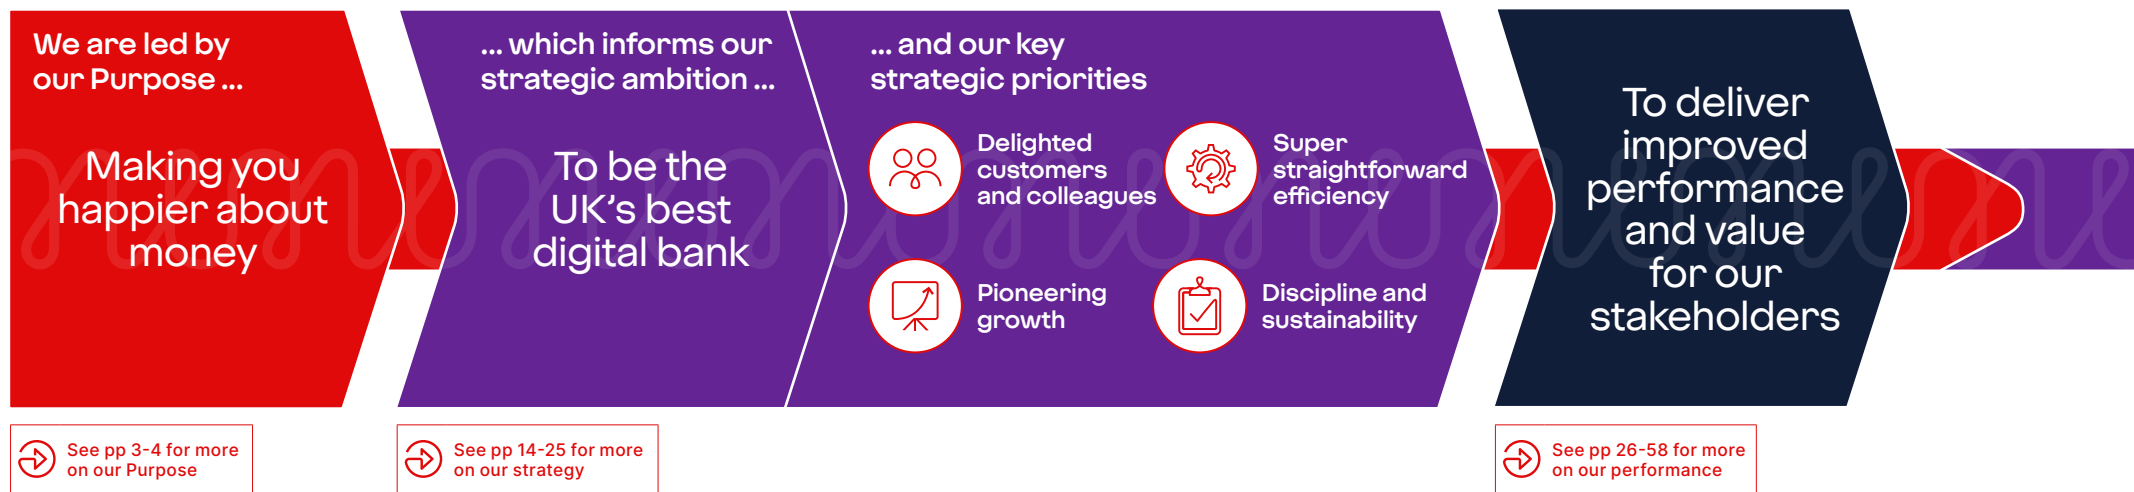 We are led by
our Purpose ...
Making you
happier about
money
... which informs our
strategic ambition ...
To be the
UK's best
digital bank
... and our key
strategic priorities
Delighted
customers
and colleagues
Super
straightforward
efficiency
Pioneering
growth
Discipline and
sustainability
To deliver
improved
performance
and value
for our
stakeholders
See pp 3-4 for more
on our Purpose
See pp 14-25 for more
on our strategy
See pp 26-58 for more
on our performance